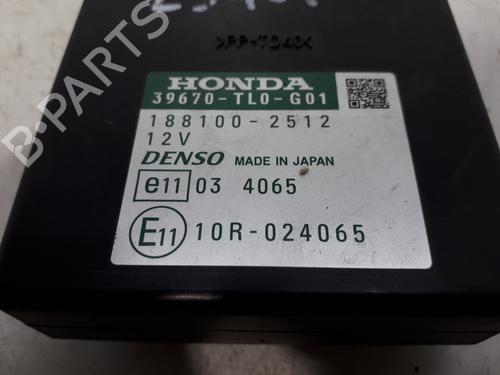 >PP-TD40<
HONDA
39670-TL0-G01
188100-2512
12V
DENSO MADE IN JAPAN
e11 03 4065
E11 10R-024065